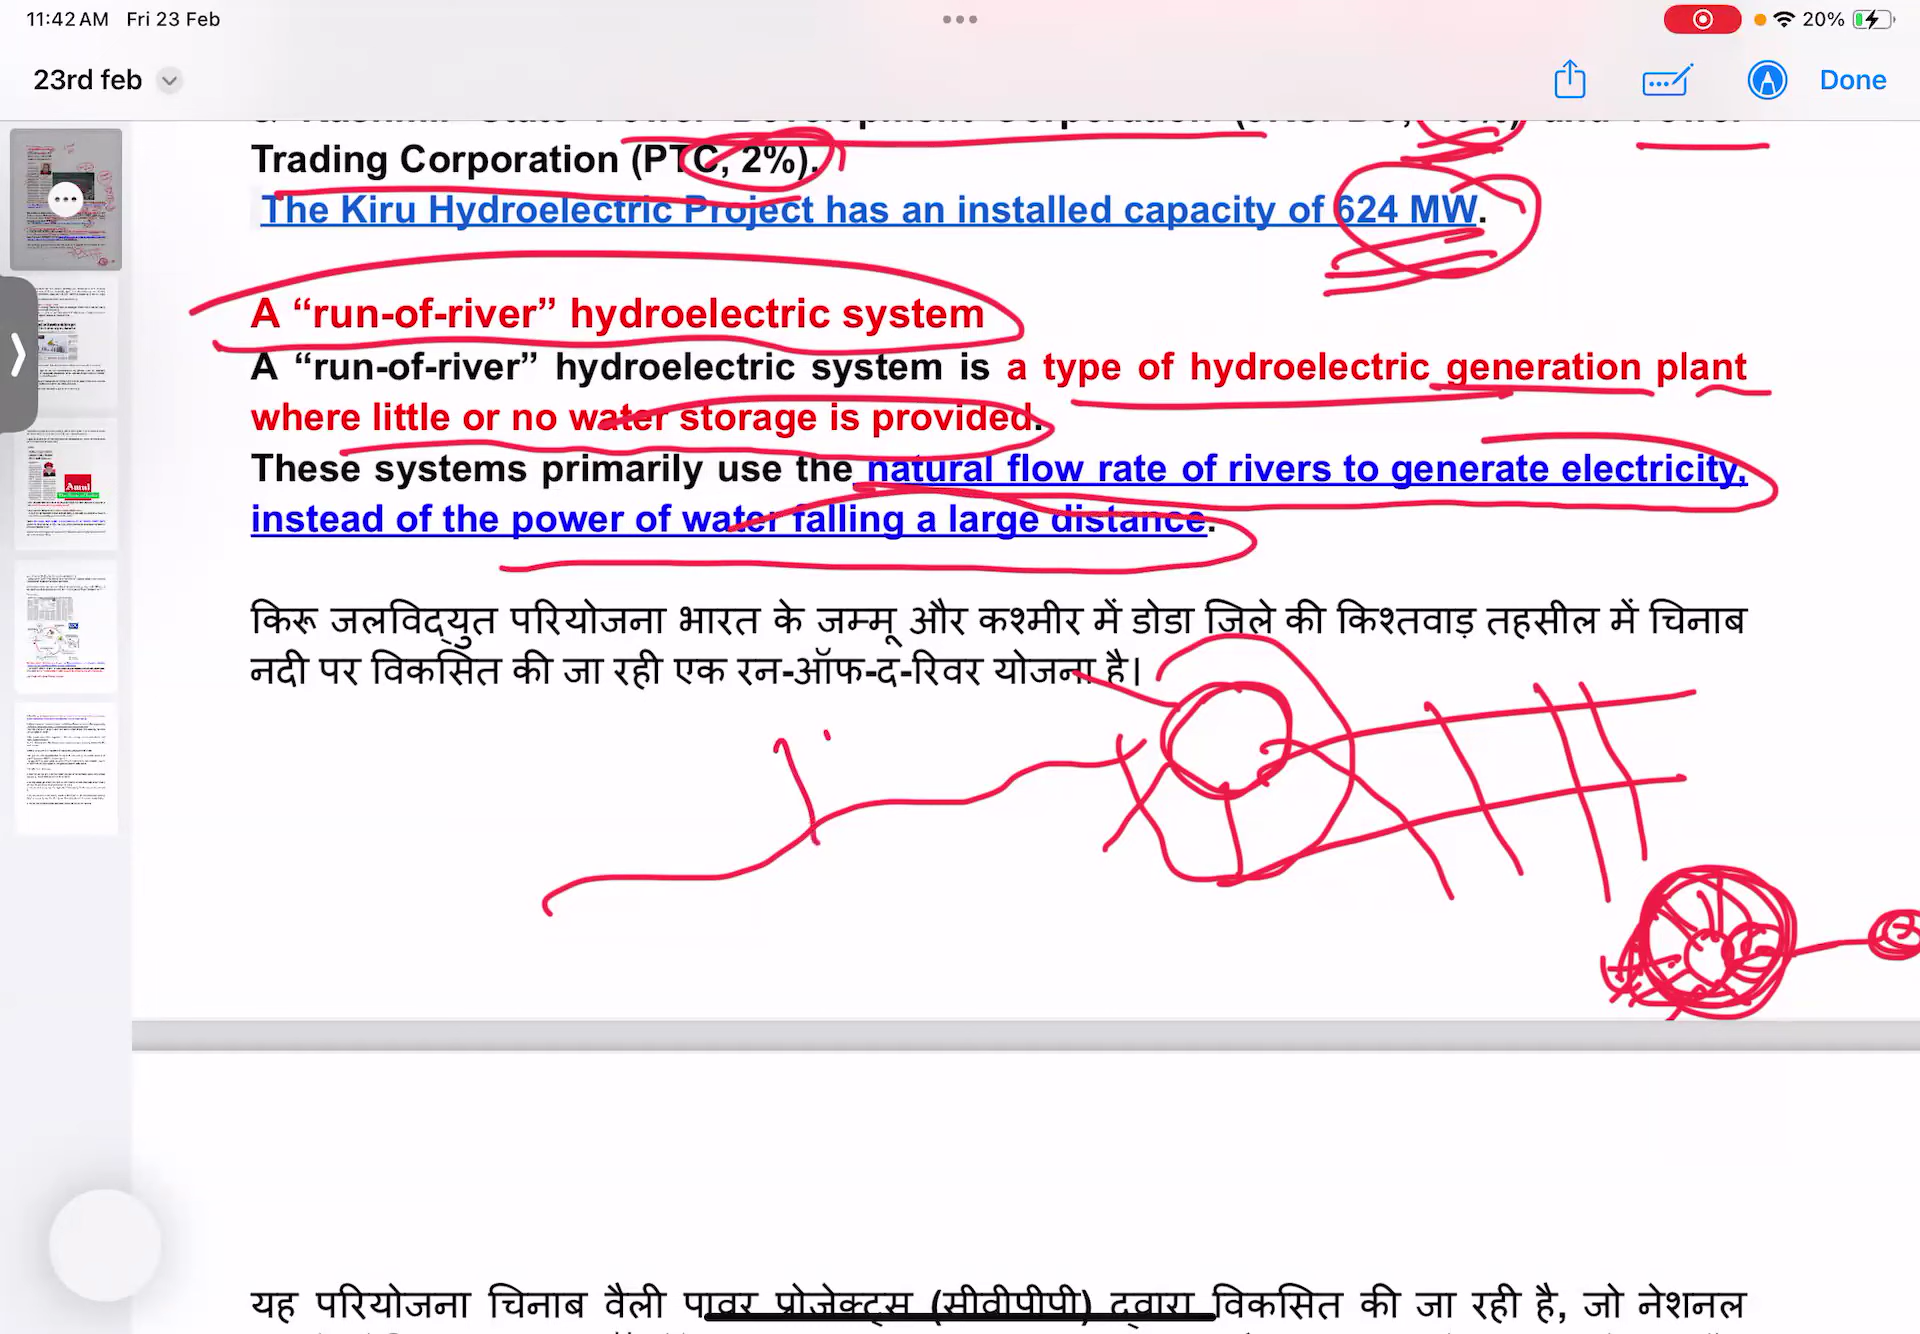 11:42 AM Fri 23 Feb
20%
23rd feb
Done
Trading Corporation (PTC, 2%).
The Kiru Hydroelectric Project has an installed capacity of 624 MW.
A “run-of-river” hydroelectric system
A “run-of-river” hydroelectric system is a type of hydroelectric generation plant
where little or no water storage is provided.
These systems primarily use the natural flow rate of rivers to generate electricity,
instead of the power of water falling a large distance.
किरू जलविद्युत परियोजना भारत के जम्मू और कश्मीर में डोडा जिले की किश्तवाड़ तहसील में चिनाब
नदी पर विकसित की जा रही एक रन-ऑफ-द-रिवर योजना है।
यह परियोजना चिनाब वैली पावर प्रोजेक्ट्स (सीवीपीपी) द्वारा विकसित की जा रही है, जो नेशनल